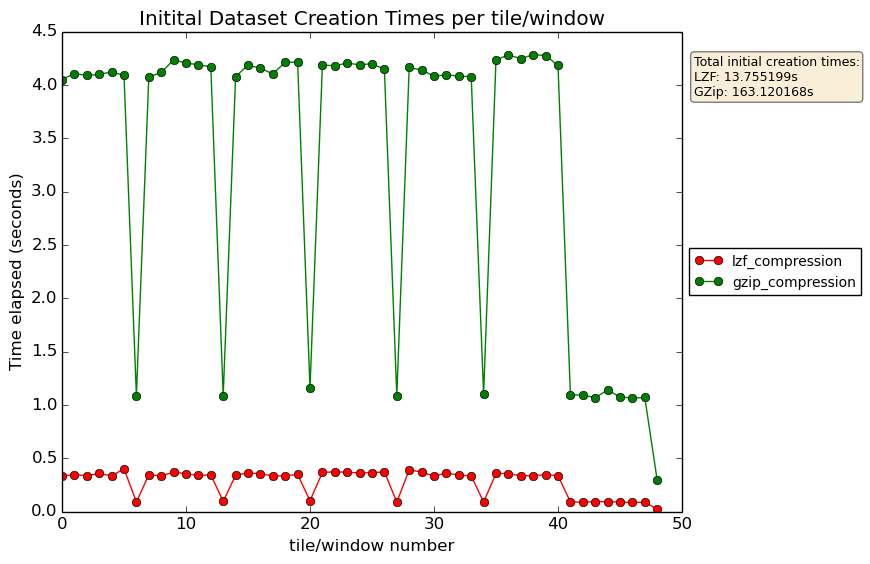 Initital Dataset Creation Times per tile/window
4.5
4.0
3.5
3.0
2.5
2.0
1.5
1.0
0.5
0.0
Time elapsed (seconds)
0
10
20
30
40
50
tile/window number
Total initial creation times:
LZF: 13.755199s
GZip: 163.120168s
lzf_compression
gzip_compression